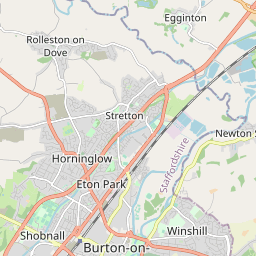 Egginton
Rolleston on
Dove
Stretton
Newton S
Staffordshire
Horninglow
Eton Park
Shobnall
Winshill
Burton-on-